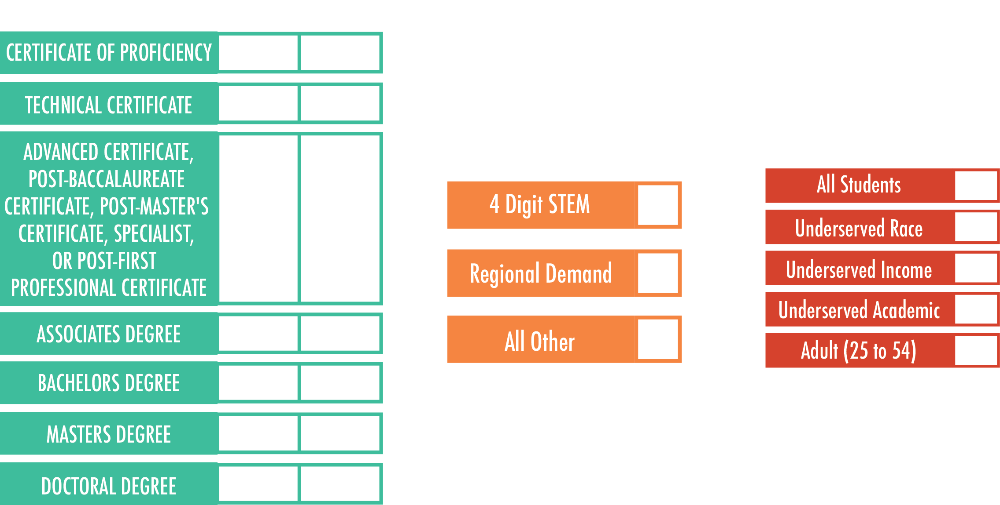 CERTIFICATE OF PROFICIENCY
TECHNICAL CERTIFICATE
ADVANCED CERTIFICATE,
POST-BACCALAUREATE
CERTIFICATE, POST-MASTER'S
CERTIFICATE, SPECIALIST,
OR POST-FIRST
PROFESSIONAL CERTIFICATE
ASSOCIATES DEGREE
BACHELORS DEGREE
MASTERS DEGREE
DOCTORAL DEGREE
4 Digit STEM
Regional Demand
All Other
All Students
Underserved Race
Underserved Income
Underserved Academic
Adult (25 to 54)